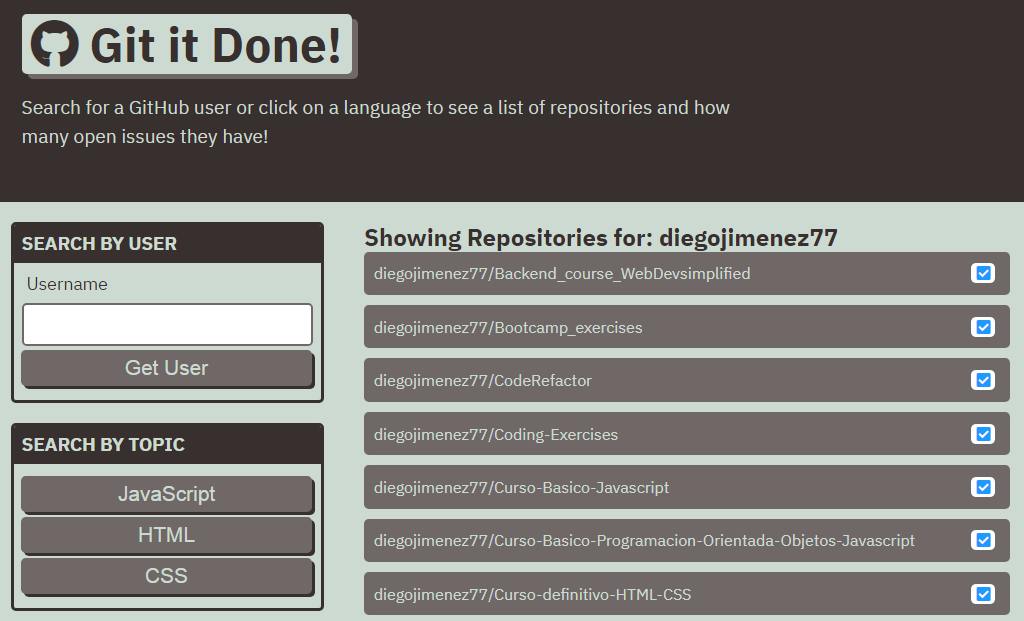 Git it Done!
Search for a GitHub user or click on a language to see a list of repositories and how
many open issues they have!
SEARCH BY USER
Username
Get User
SEARCH BY TOPIC
JavaScript
HTML
CSS
Showing Repositories for: diegojimenez77
diegojimenez77/Backend_course_WebDevsimplified
diegojimenez77/Bootcamp_exercises
diegojimenez77/CodeRefactor
diegojimenez77/Coding-Exercises
diegojimenez77/Curso-Basico-Javascript
diegojimenez77/Curso-Basico-Programacion-Orientada-Objetos-Javascript
diegojimenez77/Curso-definitivo-HTML-CSS